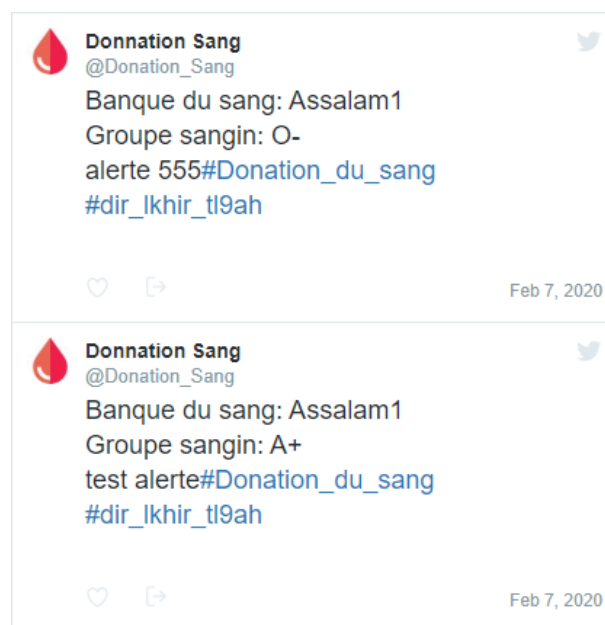 Donnation Sang
@Donation_Sang
Banque du sang: Assalam1
Groupe sangin: O-
alerte 555#Donation_du_sang
#dir_lkhir_tl9ah
Feb 7, 2020
Donnation Sang
@Donation_Sang
Banque du sang: Assalam1
Groupe sangin: A+
test alerte#Donation_du_sang
#dir_lkhir_tl9ah
Feb 7, 2020